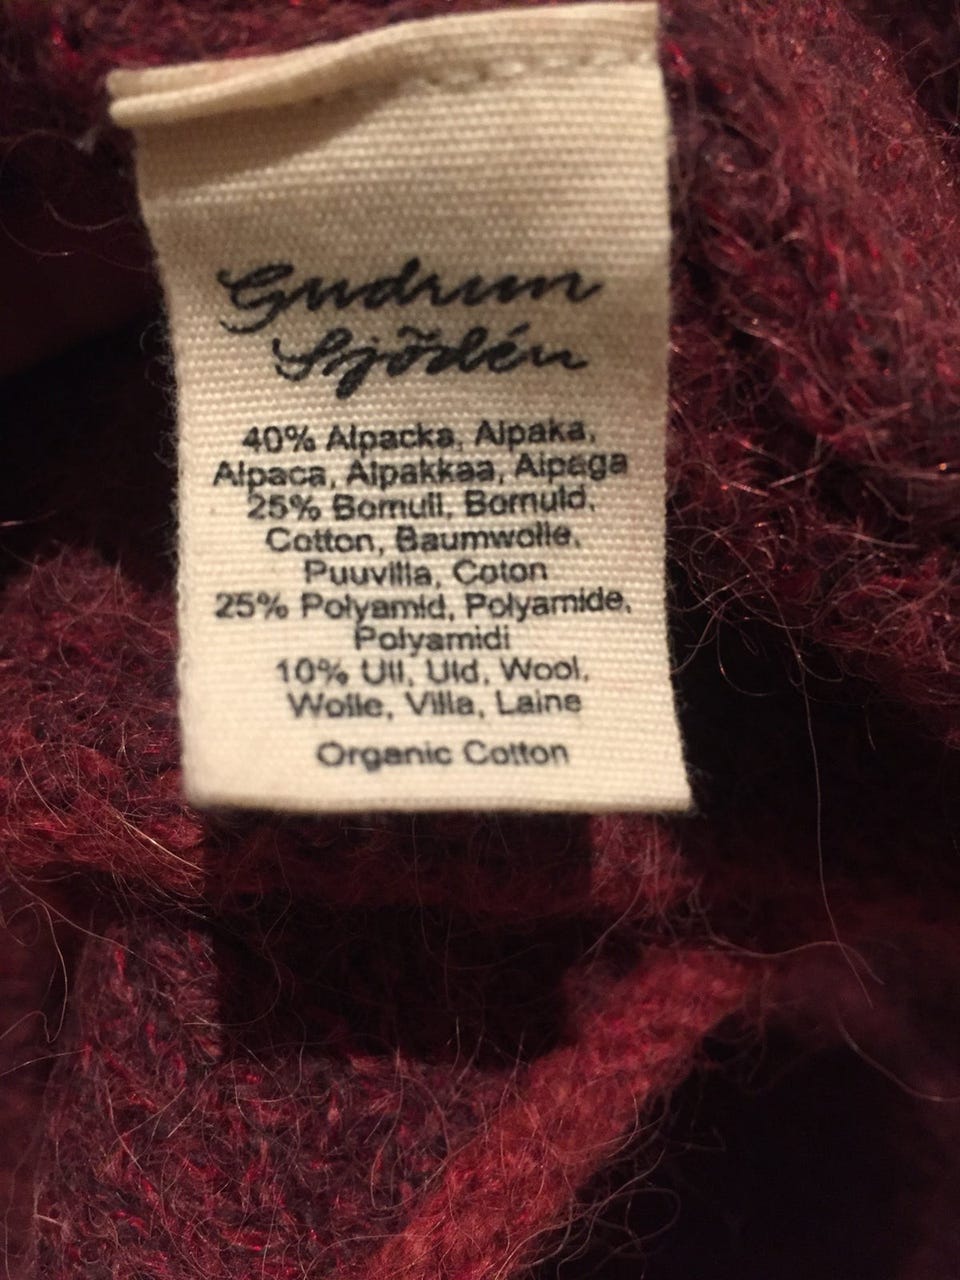 Gudrun
Sjödén
40% Alpacka, Alpaka,
Alpaca, Alpakkaa, Alpaga
25% Bomull, Bomuld,
Cotton, Baumwolle,
Puuvilla, Coton
25% Polyamid, Polyamide,
Polyamidi
10% Ull, Uld, Wool,
Wolle, Villa, Laine
Organic Cotton